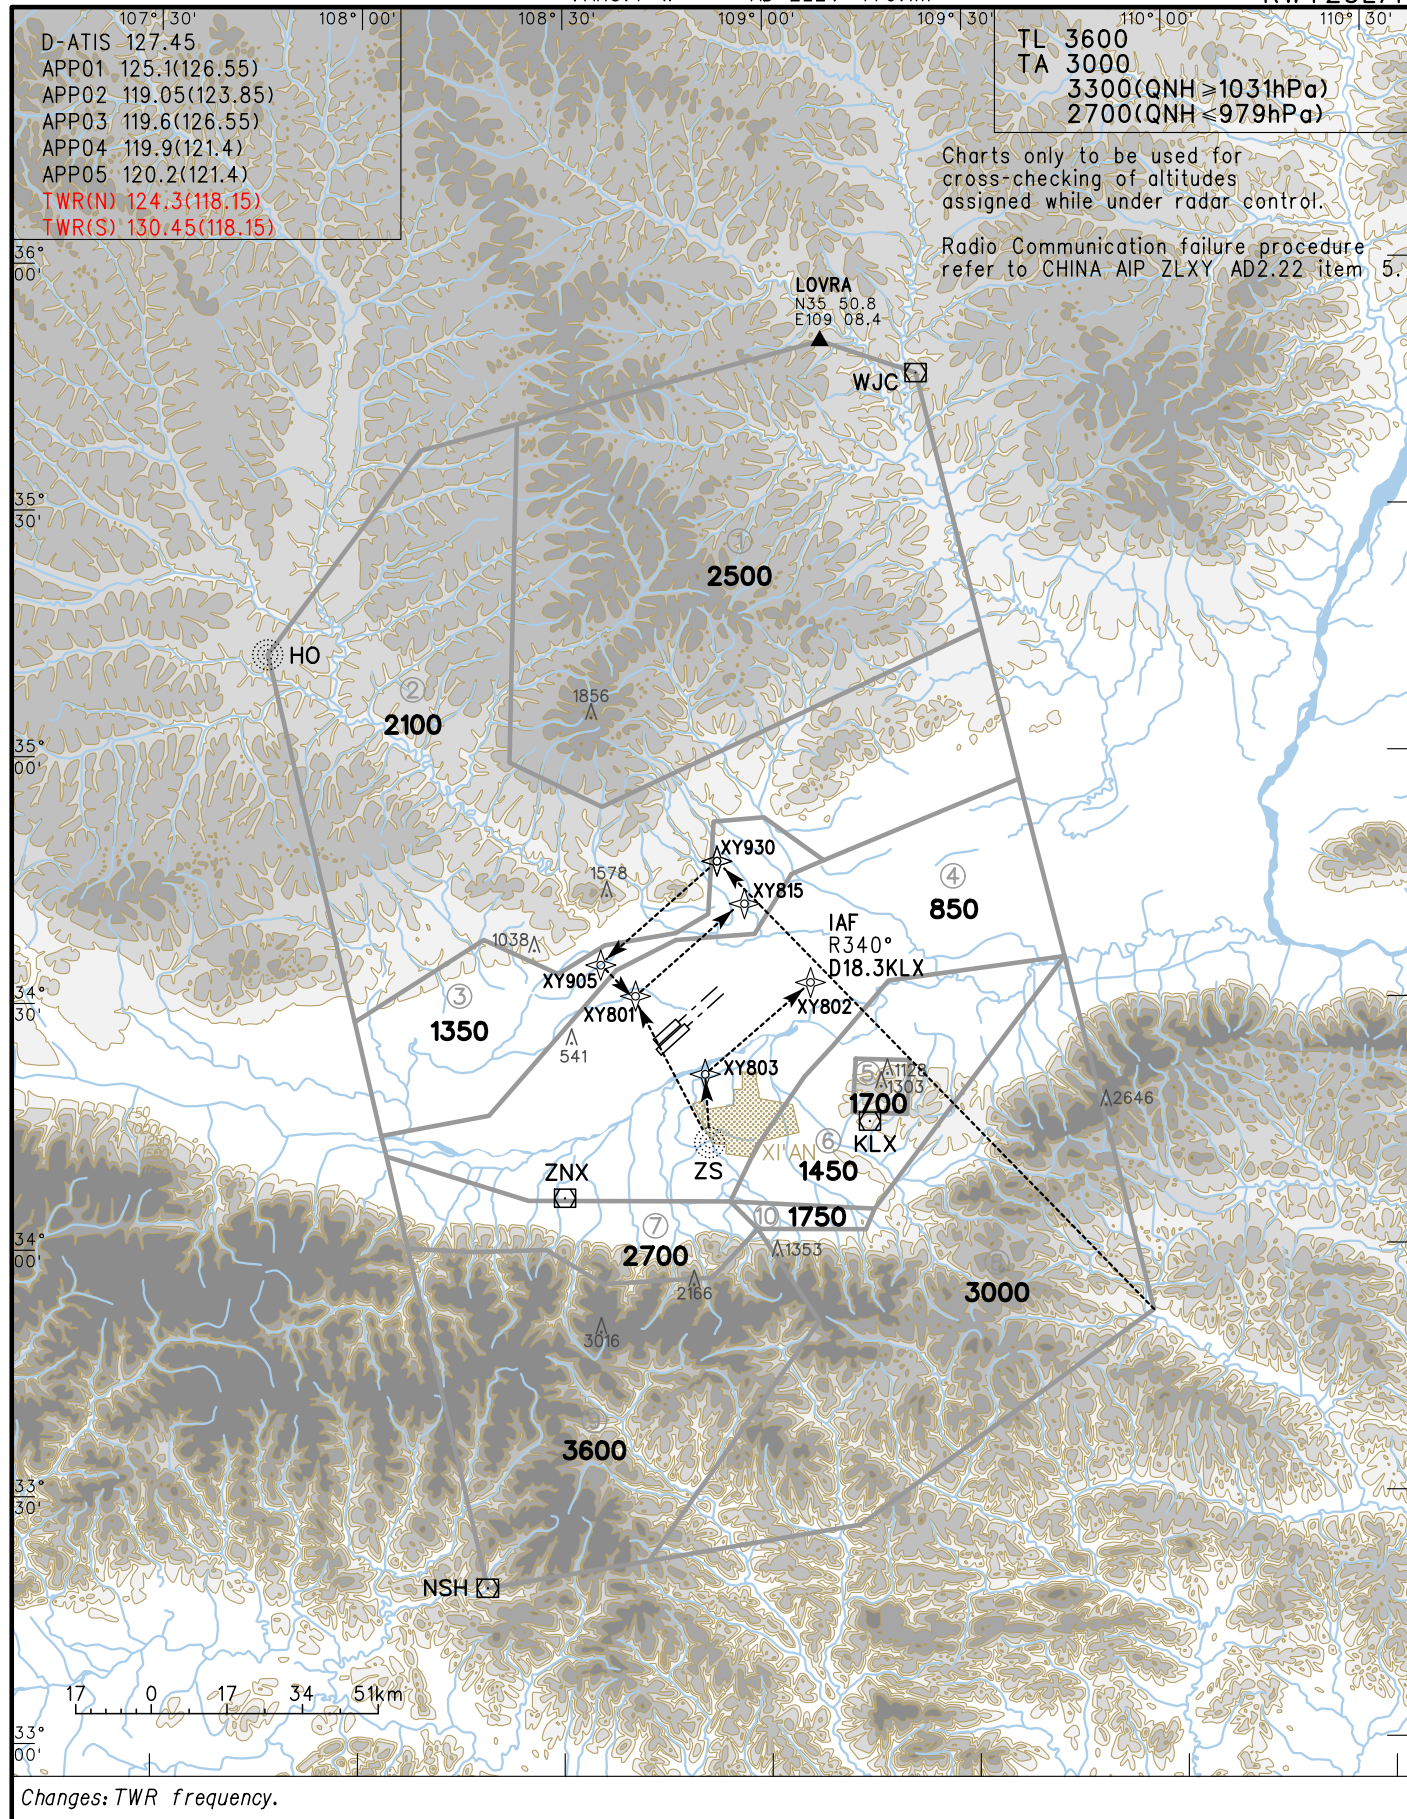 107°30'
108°00'
108°30'
109°00'
109°30'
110°00'
110°30'
D-ATIS 127.45
APP01 125.1(126.55)
APP02 119.05(123.85)
APP03 119.6(126.55)
APP04 119.9(121.4)
APP05 120.2(121.4)
TWR(N) 124.3(118.15)
TWR(S) 130.45(118.15)
TL 3600
TA 3000
3300(QNH≥1031hPa)
2700(QNH≤979hPa)
Charts only to be used for
cross-checking of altitudes
assigned while under radar control.
Radio Communication failure procedure
refer to CHINA AIP ZLXY AD2.22 item 5.
36°
00'
LOVRA
N35 50.8
E109 08.4
WJC
35°
30'
①
2500
HO
②
2100
1856
35°
00'
XY930
1578
XY815
④
850
IAF
R340°
D18.3KLX
1038
XY905
③
1350
XY801
XY802
34°
30'
541
XY803
⑤
1128
1303
1700
2646
KLX
XI'AN
⑥
1450
ZS
ZNX
⑩
1750
⑦
2700
1353
34°
00'
2166
⑧
3000
3016
⑨
3600
33°
30'
NSH
17 0 17 34 51km
33°
00'
Changes: TWR frequency.